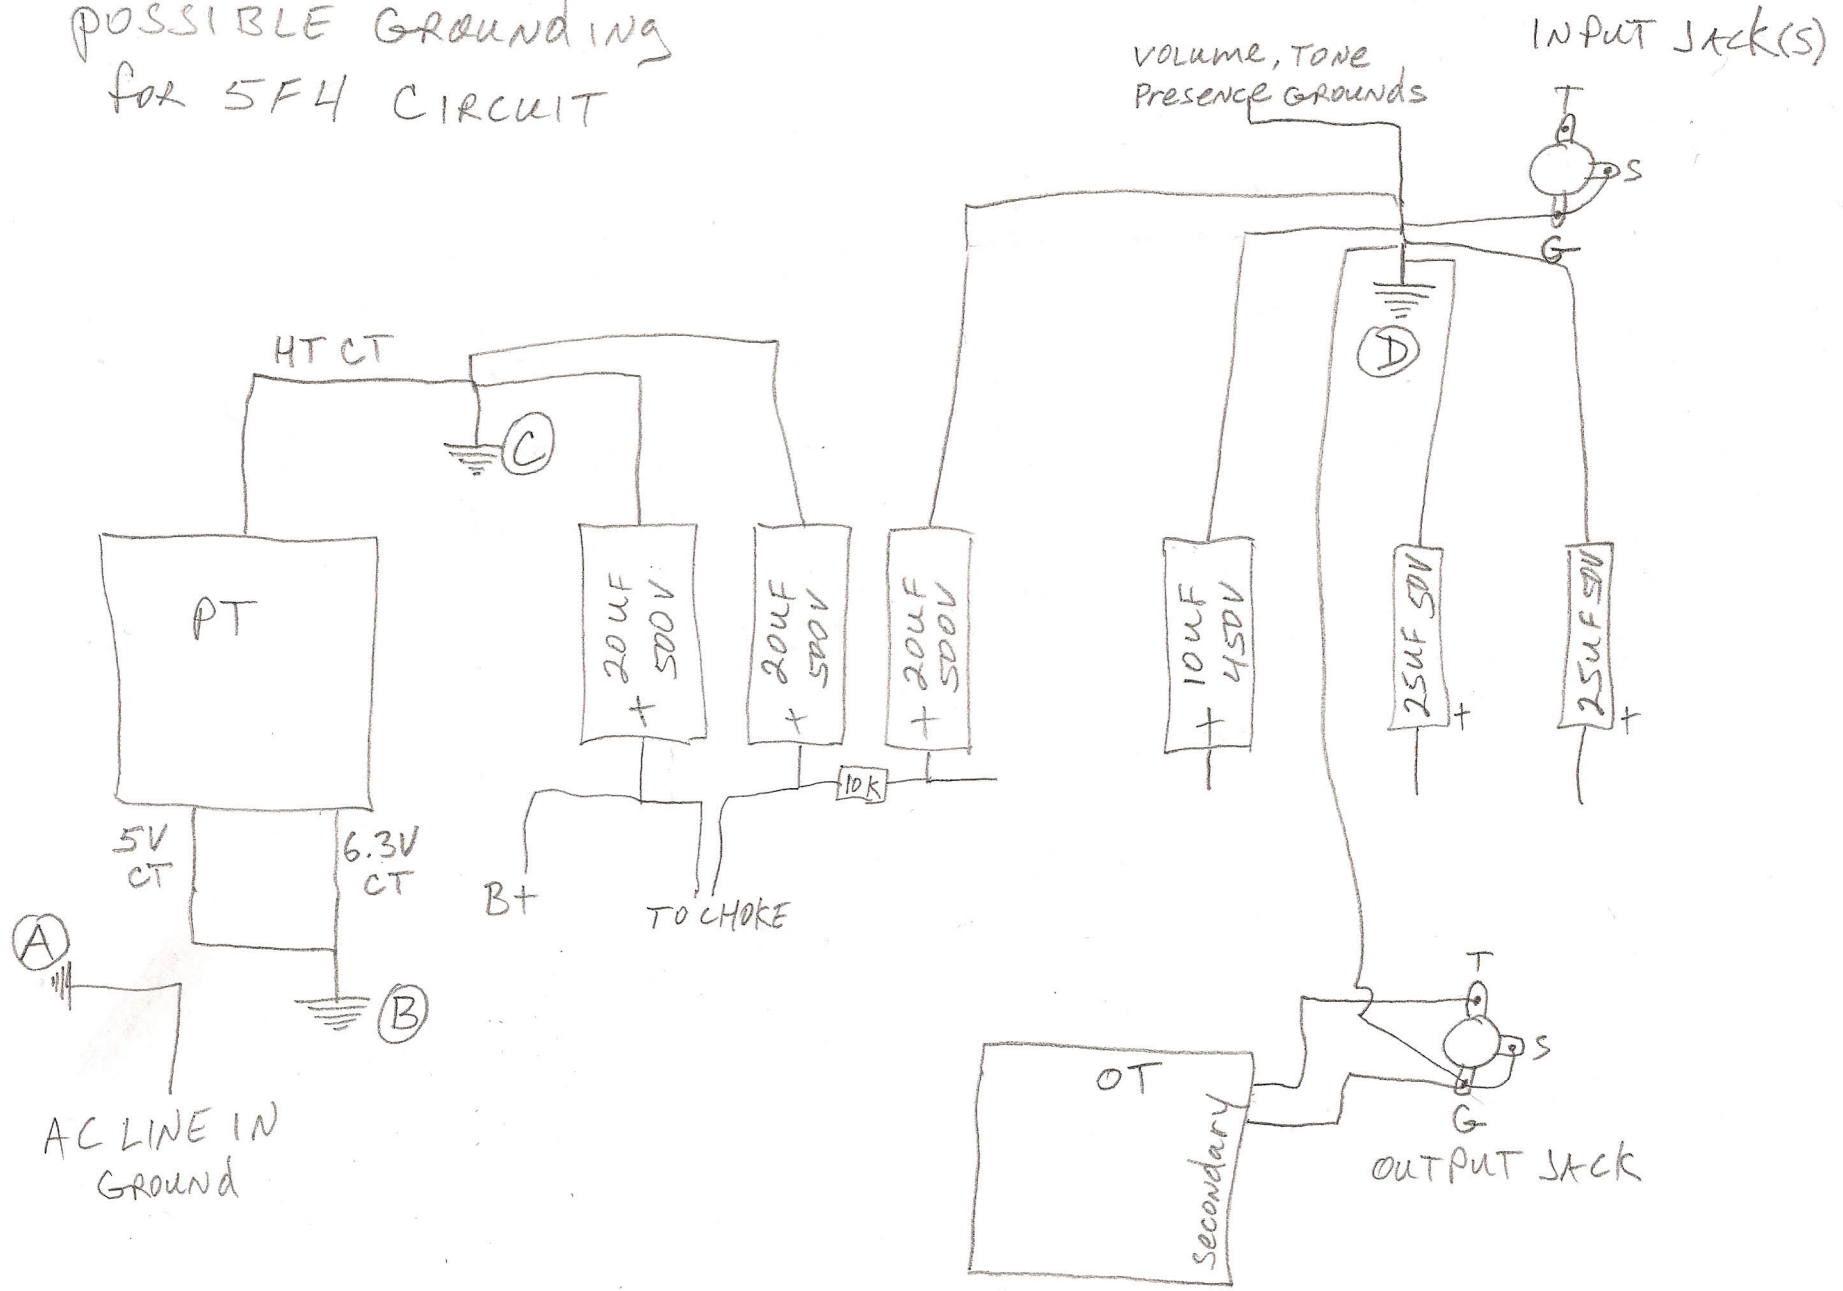 POSSIBLE GROUNDING
FOR 5F4 CIRCUIT
VOLUME, TONE
PRESENCE GROUNDS
INPUT JACK(S)
T
S
G
D
HT CT
C
PT
20UF
500V
+
20UF
500V
+
20UF
500V
+
10UF
450V
+
25UF 50V
+
25UF 50V
+
10K
5V
CT
6.3V
CT
B+
TO CHOKE
A
B
AC LINE IN
GROUND
OT
SECONDARY
T
S
G
OUTPUT JACK